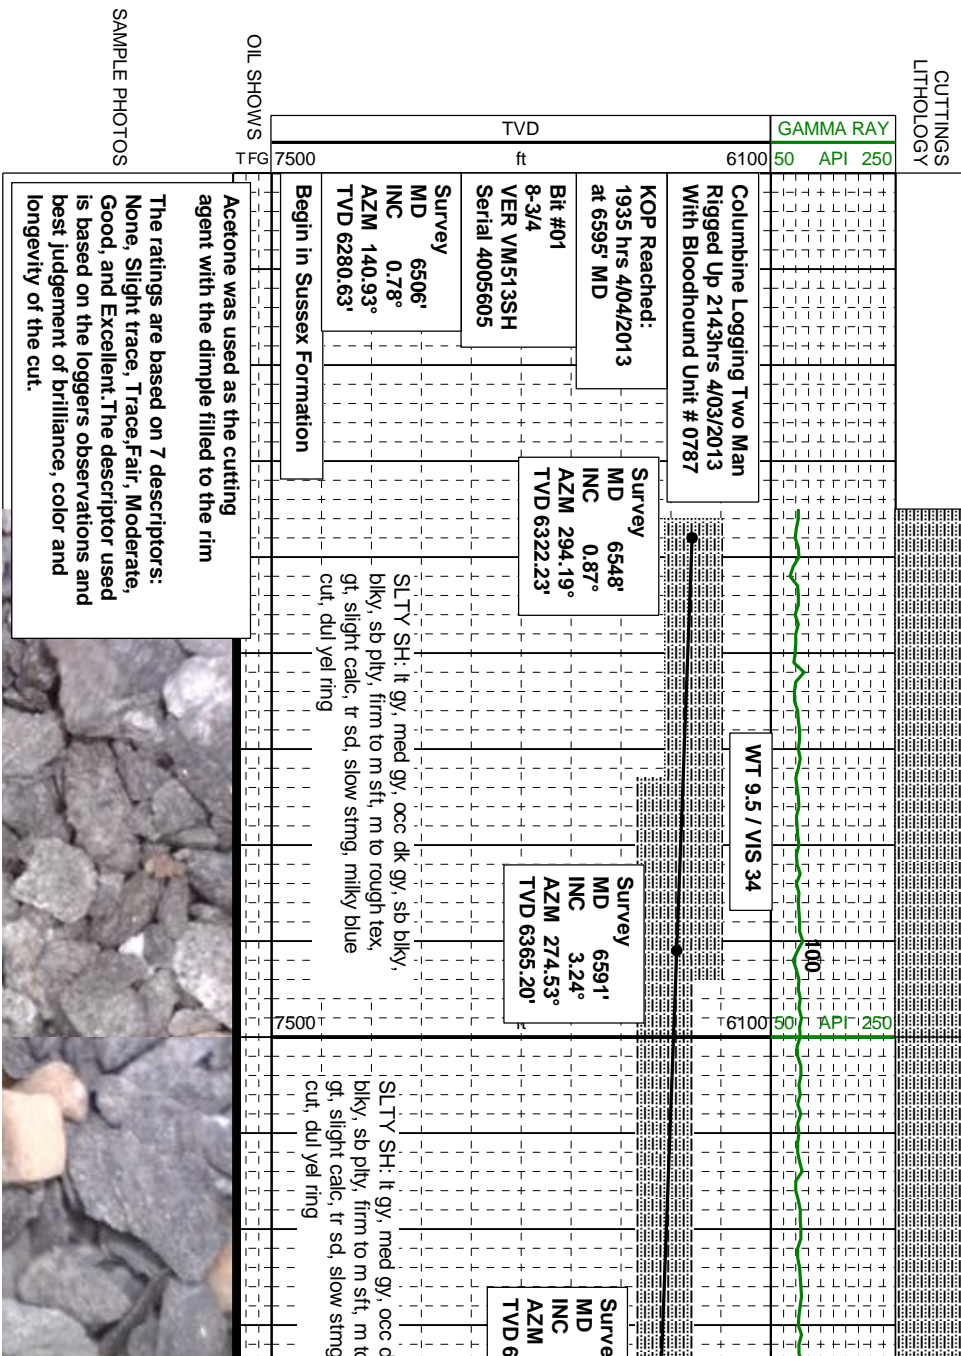 CUTTINGS
LITHOLOGY
GAMMA RAY
50 API 250
TVD
7500 ft 6100
OIL SHOWS
T F G
SAMPLE PHOTOS
Columbine Logging Two Man
Rigged Up 2143hrs 4/03/2013
With Bloodhound Unit # 0787
KOP Reached:
1935 hrs 4/04/2013
at 6595' MD
Bit #01
8-3/4
VER VM513SH
Serial 4005605
Survey
MD 6506'
INC 0.78°
AZM 140.93°
TVD 6280.63'
Begin in Sussex Formation
Acetone was used as the cutting
agent with the dimple filled to the rim
The ratings are based on 7 descriptors:
None, Slight trace, Trace,Fair, Moderate,
Good, and Excellent.The descriptor used
is based on the loggers observations and
best judgement of brilliance, color and
longevity of the cut.
Survey
MD 6548'
INC 0.87°
AZM 294.19°
TVD 6322.23'
SLTY SH: lt gy, med gy, occ dk gy, sb blky,
blky, sb plty, firm to m sft, m to rough tex,
gt, slight calc, tr sd, slow stmg, milky blue
cut, dul yel ring
WT 9.5 / VIS 34
Survey
MD 6591'
INC 3.24°
AZM 274.53°
TVD 6365.20'
100
50 API 250
7500 6100
SLTY SH: lt gy, med gy, occ d
blky, sb plty, firm to m sft, m to
gt, slight calc, tr sd, slow stmg
cut, dul yel ring
Surve
MD
INC
AZM
TVD 6